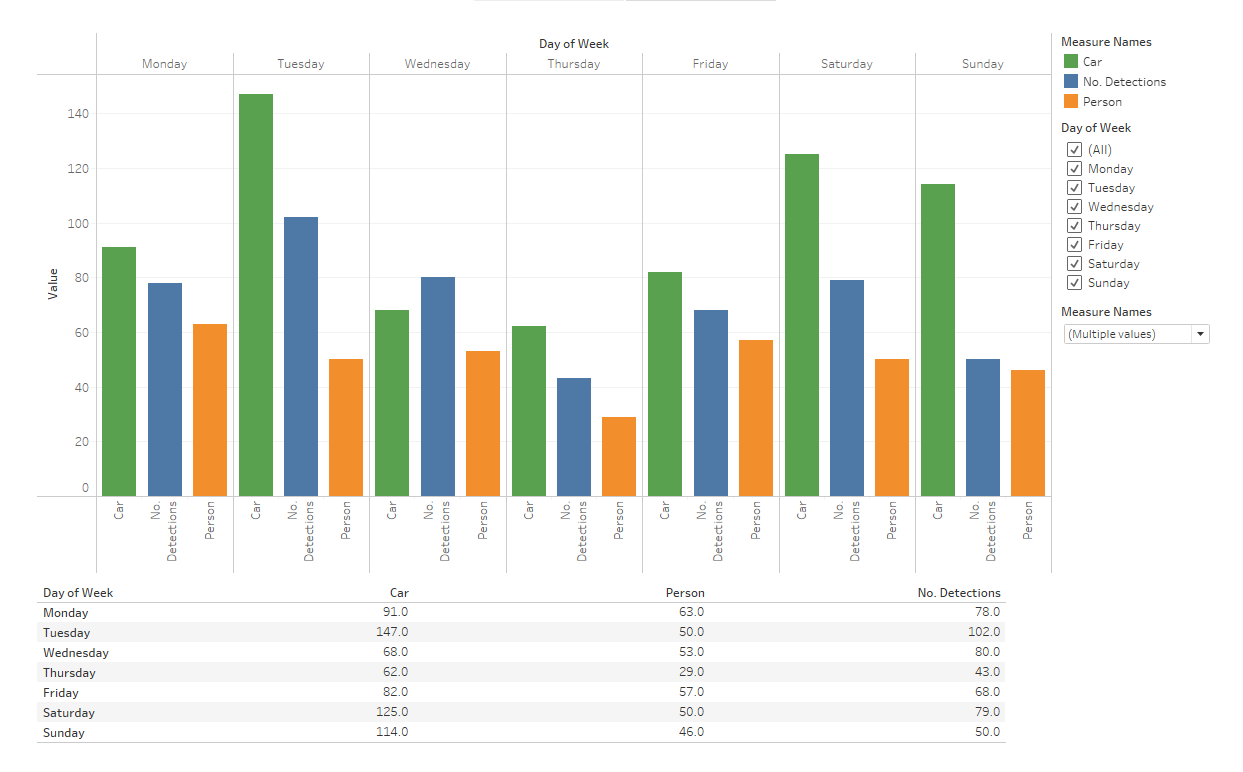 Day of Week
Monday Tuesday Wednesday Thursday Friday Saturday Sunday
140
120
100
80
60
40
20
0
Value
Car No. Detections Person Car No. Detections Person Car No. Detections Person Car No. Detections Person Car No. Detections Person Car No. Detections Person Car No. Detections Person
Measure Names
Car
No. Detections
Person
Day of Week
(All)
Monday
Tuesday
Wednesday
Thursday
Friday
Saturday
Sunday
Measure Names
(Multiple values)
Day of Week Car Person No. Detections
Monday 91.0 63.0 78.0
Tuesday 147.0 50.0 102.0
Wednesday 68.0 53.0 80.0
Thursday 62.0 29.0 43.0
Friday 82.0 57.0 68.0
Saturday 125.0 50.0 79.0
Sunday 114.0 46.0 50.0